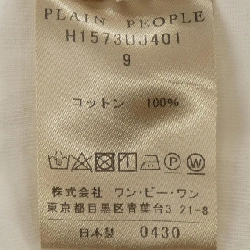 PLAIN PEOPLE
H1573UJ401
9
コットン 100%
株式会社 ワン・ビー・ワン
東京都目黒区青葉台3 21-8
日本製 0430